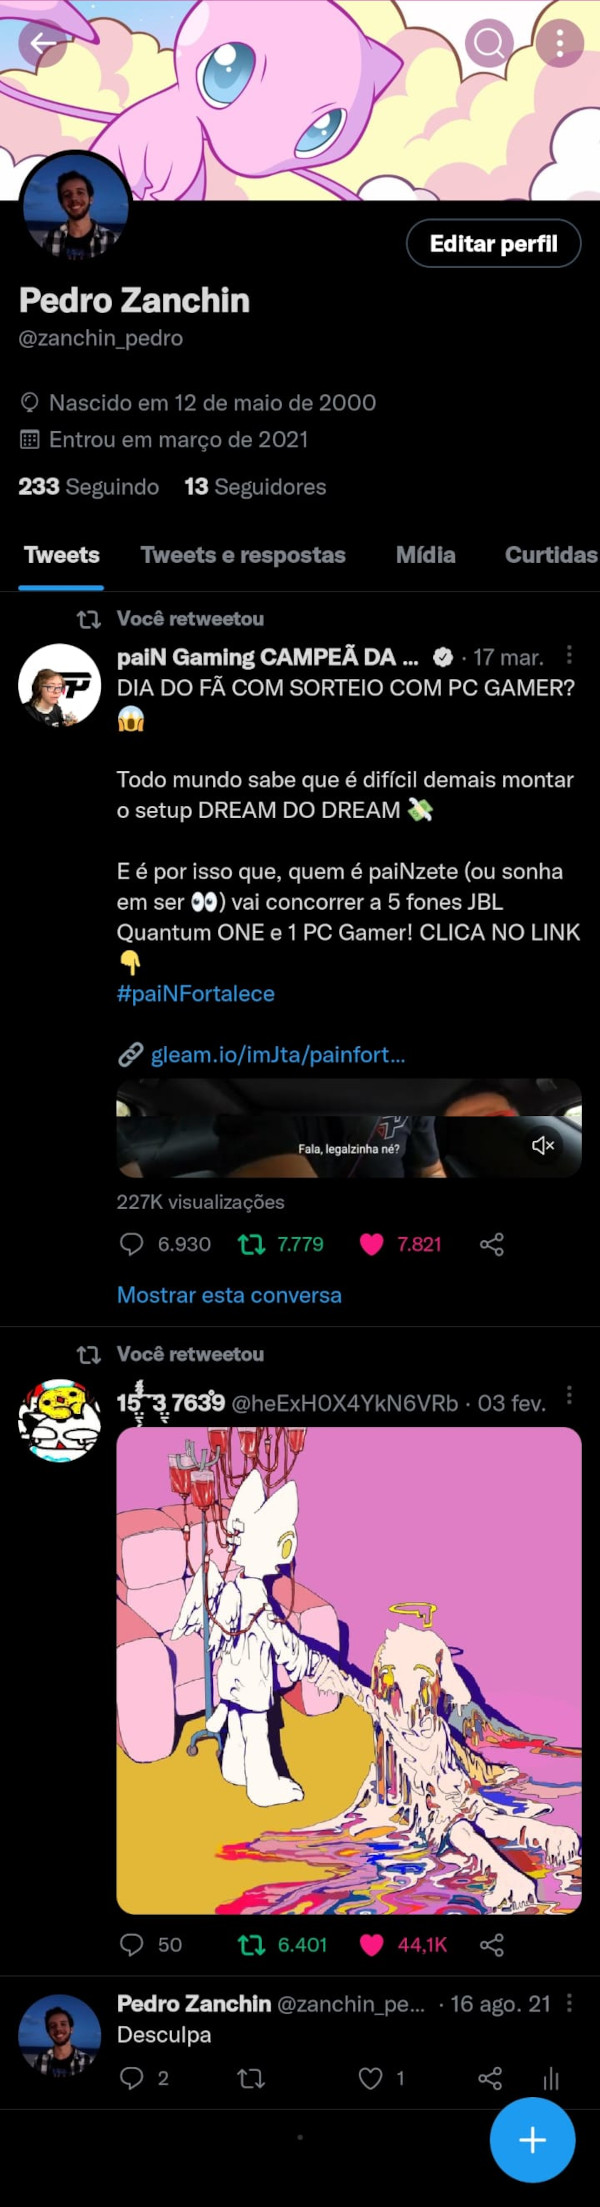 Editar perfil
Pedro Zanchin
@zanchin_pedro
Nascido em 12 de maio de 2000
Entrou em março de 2021
233 Seguindo 13 Seguidores
Tweets Tweets e respostas Mídia Curtidas
Você retweetou
paiN Gaming CAMPEÃ DA ... · 17 mar.
DIA DO FÃ COM SORTEIO COM PC GAMER?
😱
Todo mundo sabe que é difícil demais montar
o setup DREAM DO DREAM 💸
E é por isso que, quem é paiNzete (ou sonha
em ser 👀) vai concorrer a 5 fones JBL
Quantum ONE e 1 PC Gamer! CLICA NO LINK
👇
#paiNFortalece
🔗 gleam.io/imJta/painfort...
Fala, legalzinha né?
227K visualizações
6.930 7.779 7.821
Mostrar esta conversa
Você retweetou
@heExH0X4YkN6VRb · 03 fev.
50 6.401 44,1K
Pedro Zanchin @zanchin_pe... · 16 ago. 21
Desculpa
2 1